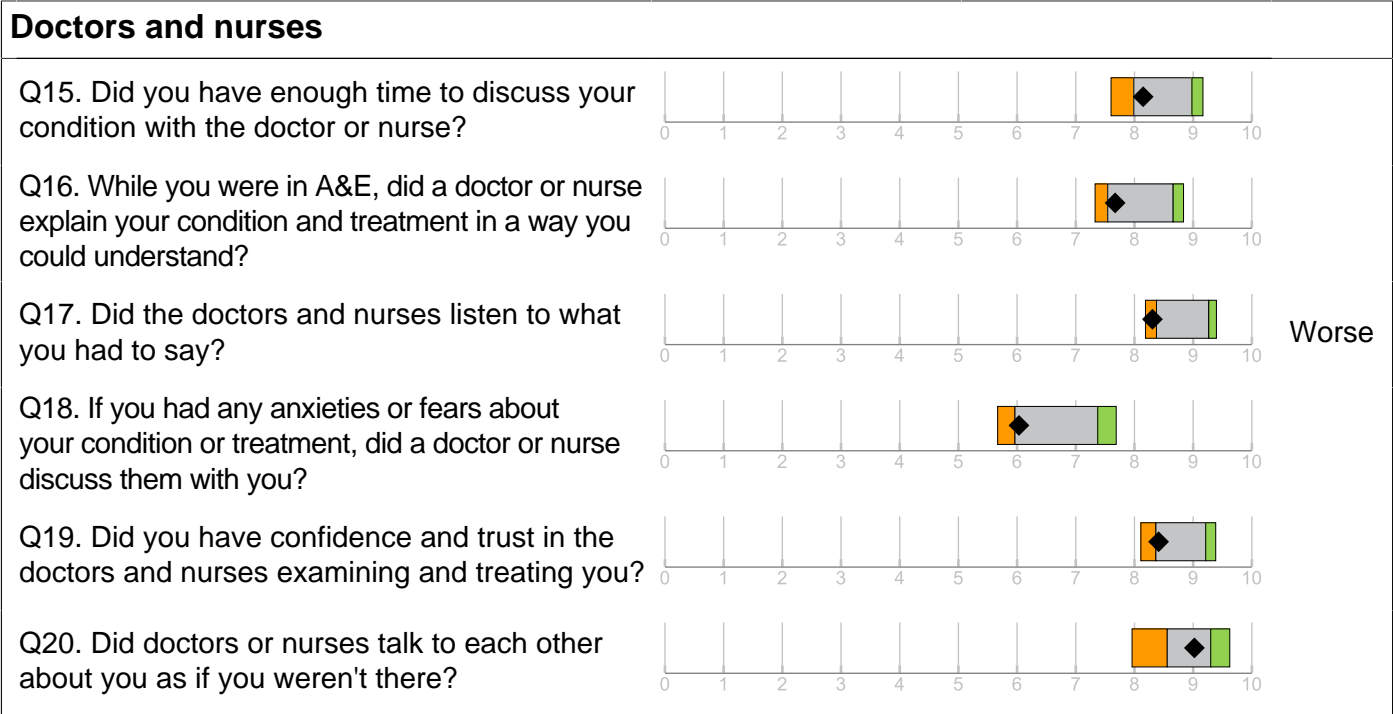 Doctors and nurses
Q15. Did you have enough time to discuss your
condition with the doctor or nurse?
0 1 2 3 4 5 6 7 8 9 10
Q16. While you were in A&E, did a doctor or nurse
explain your condition and treatment in a way you
could understand?
0 1 2 3 4 5 6 7 8 9 10
Q17. Did the doctors and nurses listen to what
you had to say?
0 1 2 3 4 5 6 7 8 9 10
Worse
Q18. If you had any anxieties or fears about
your condition or treatment, did a doctor or nurse
discuss them with you?
0 1 2 3 4 5 6 7 8 9 10
Q19. Did you have confidence and trust in the
doctors and nurses examining and treating you?
0 1 2 3 4 5 6 7 8 9 10
Q20. Did doctors or nurses talk to each other
about you as if you weren't there?
0 1 2 3 4 5 6 7 8 9 10